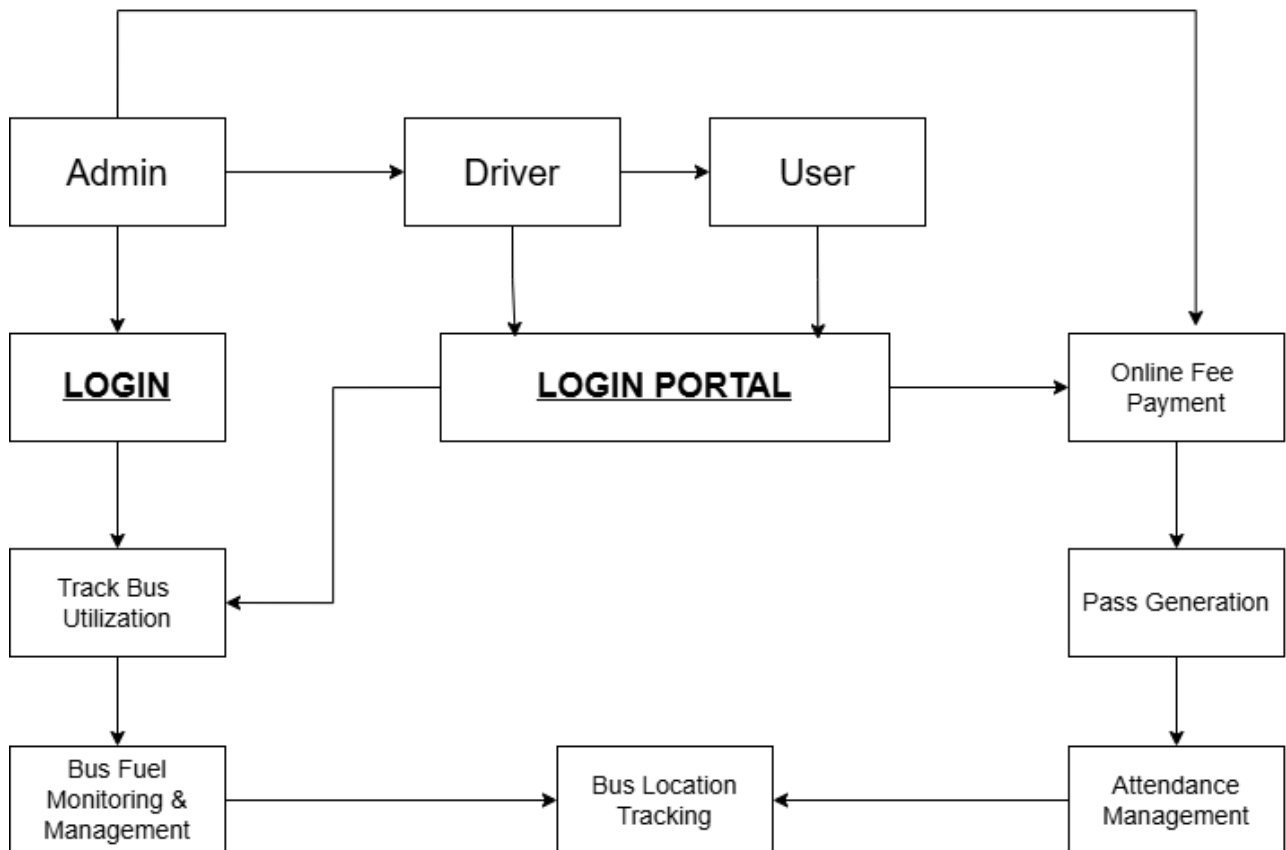 Admin
Driver
User
LOGIN
LOGIN PORTAL
Online Fee
Payment
Track Bus
Utilization
Pass Generation
Bus Fuel
Monitoring &
Management
Bus Location
Tracking
Attendance
Management